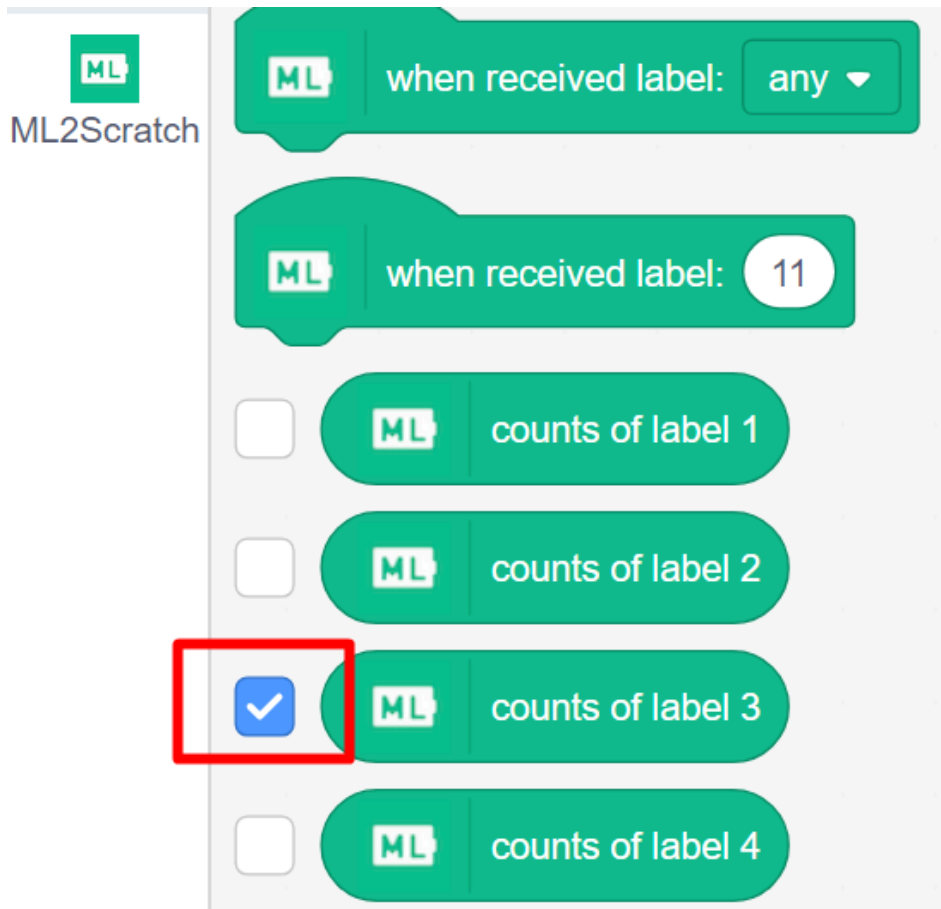 ML
ML2Scratch
ML when received label: any
ML when received label: 11
ML counts of label 1
ML counts of label 2
ML counts of label 3
ML counts of label 4